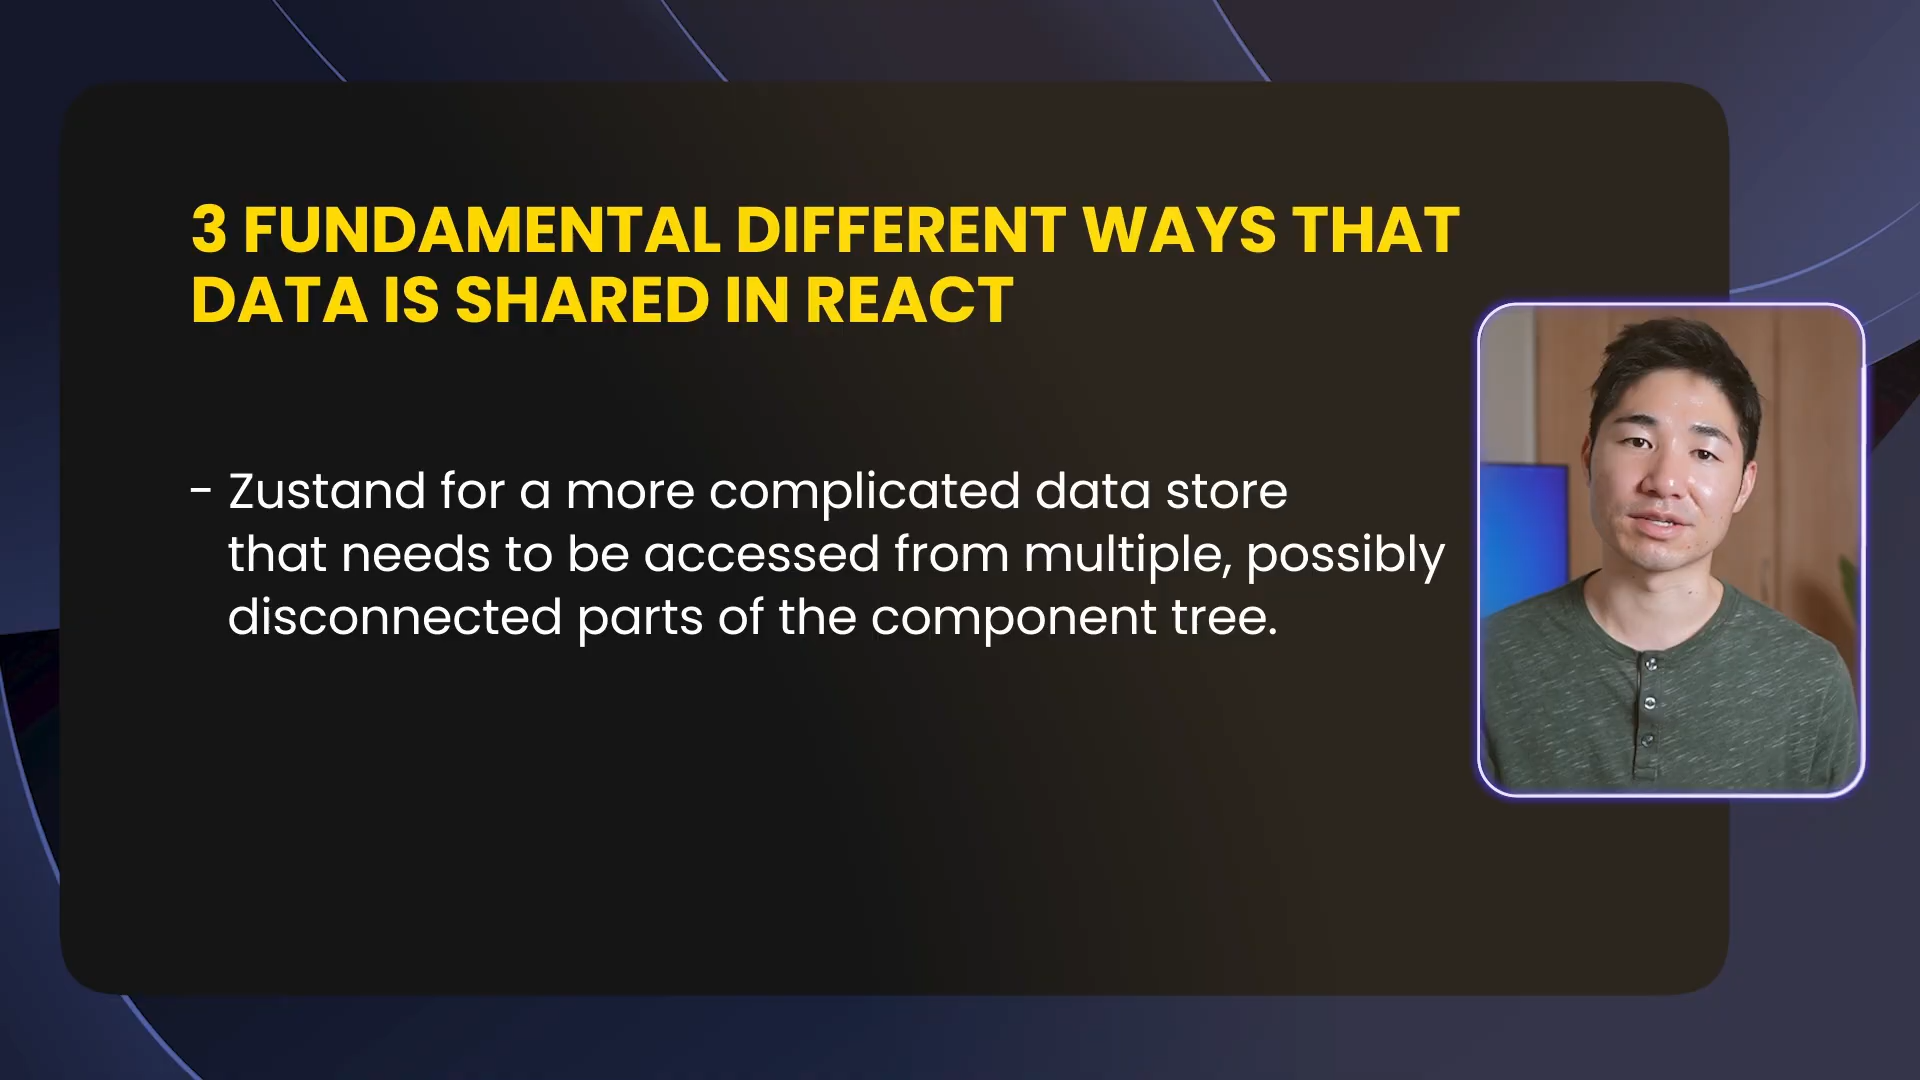 3 FUNDAMENTAL DIFFERENT WAYS THAT
DATA IS SHARED IN REACT
- Zustand for a more complicated data store
that needs to be accessed from multiple, possibly
disconnected parts of the component tree.